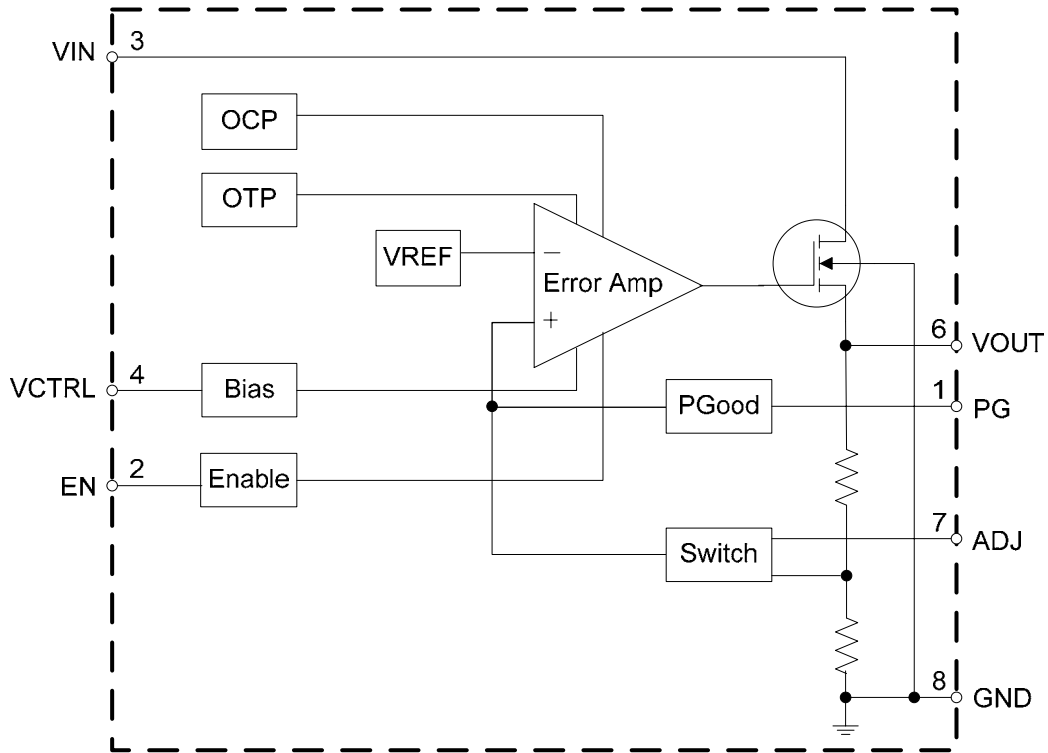 VIN
3
OCP
OTP
VREF
−
Error Amp
+
6
VOUT
VCTRL
4
Bias
PGood
1
PG
EN
2
Enable
7
ADJ
Switch
8
GND